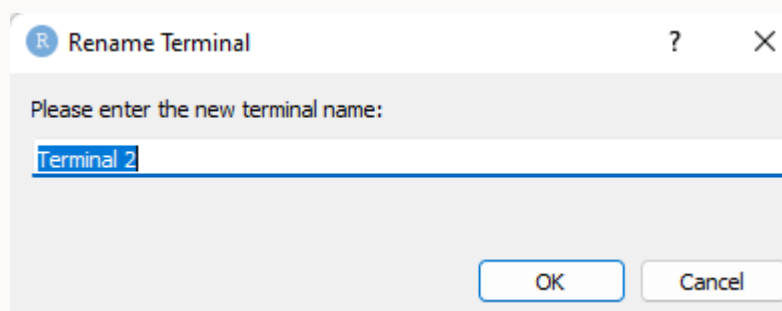 R Rename Terminal ?
Please enter the new terminal name:
Terminal 2
OK Cancel